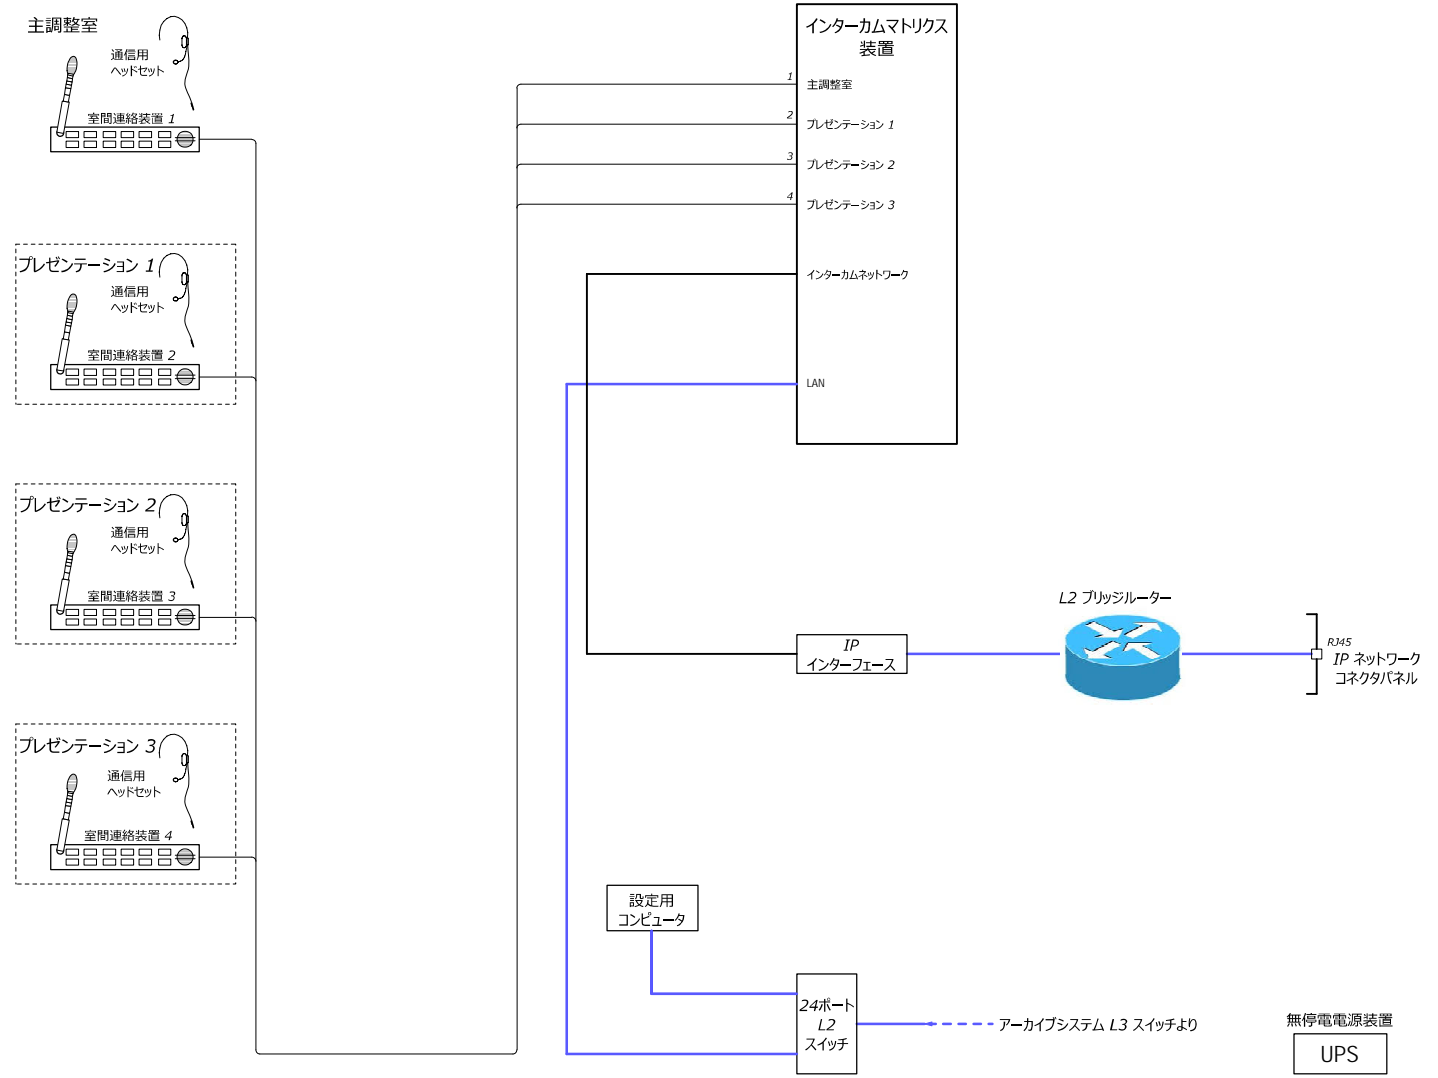 主調整室
通信用
ヘッドセット
室間連絡装置 1
プレゼンテーション 1
通信用
ヘッドセット
室間連絡装置 2
プレゼンテーション 2
通信用
ヘッドセット
室間連絡装置 3
プレゼンテーション 3
通信用
ヘッドセット
室間連絡装置 4
インターカムマトリクス
装置
1
主調整室
2
プレゼンテーション 1
3
プレゼンテーション 2
4
プレゼンテーション 3
インターカムネットワーク
LAN
IP
インターフェース
L2 ブリッジルーター
RJ45
IP ネットワーク
コネクタパネル
設定用
コンピュータ
24ポート
L2
スイッチ
アーカイブシステム L3 スイッチより
無停電電源装置
UPS